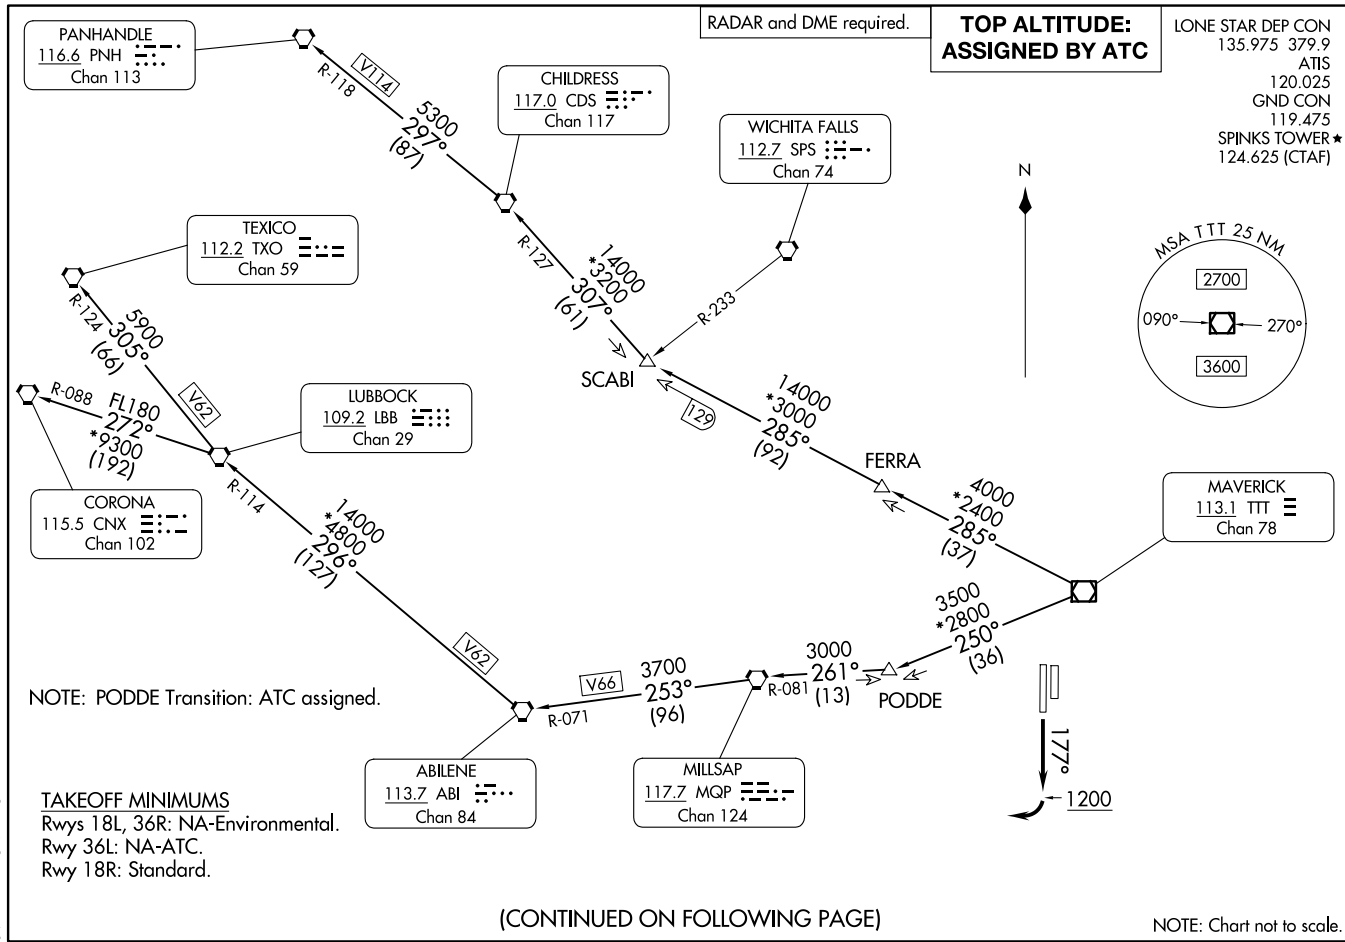 RADAR and DME required.
TOP ALTITUDE:
ASSIGNED BY ATC
LONE STAR DEP CON
135.975 379.9
ATIS
120.025
GND CON
119.475
SPINKS TOWER★
124.625 (CTAF)
PANHANDLE
116.6 PNH
Chan 113
R-118
V114
5300
297°
(87)
CHILDRESS
117.0 CDS
Chan 117
WICHITA FALLS
112.7 SPS
Chan 74
N
MSA TTT 25 NM
2700
090°
270°
3600
TEXICO
112.2 TXO
Chan 59
R-127
14000
*3200
307°
(61)
R-233
SCABI
129
R-124
5900
305°
(66)
V62
R-088
FL180
272°
*9300
(192)
LUBBOCK
109.2 LBB
Chan 29
14000
*3000
285°
(92)
FERRA
CORONA
115.5 CNX
Chan 102
R-114
14000
*4800
296°
(127)
4000
*2400
285°
(37)
MAVERICK
113.1 TTT
Chan 78
3500
*2800
250°
(36)
V62
V66
3700
253°
(96)
R-071
3000
261°
(13)
R-081
PODDE
NOTE: PODDE Transition: ATC assigned.
177°
1200
ABILENE
113.7 ABI
Chan 84
MILLSAP
117.7 MQP
Chan 124
TAKEOFF MINIMUMS
Rwys 18L, 36R: NA-Environmental.
Rwy 36L: NA-ATC.
Rwy 18R: Standard.
(CONTINUED ON FOLLOWING PAGE)
NOTE: Chart not to scale.